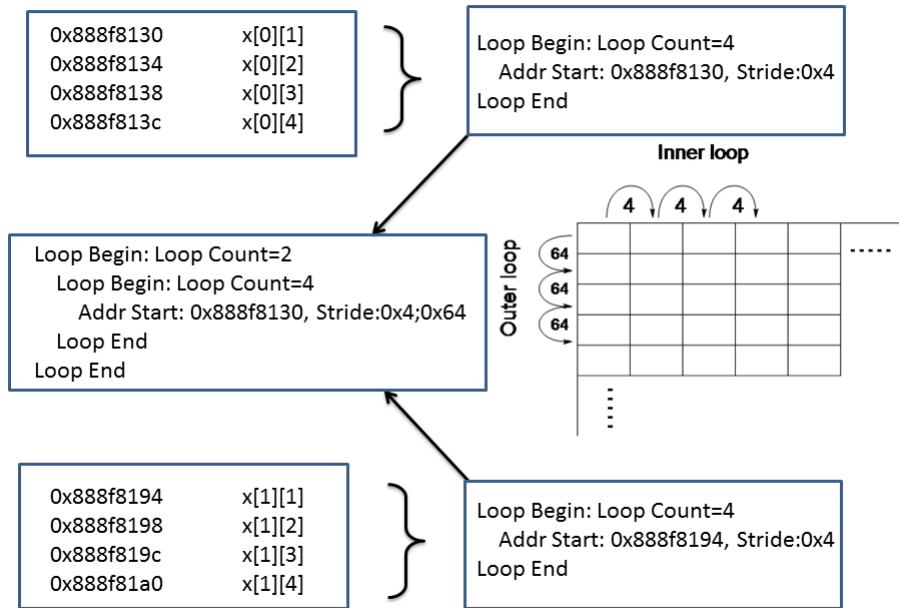 0x888f8130 x[0][1]
0x888f8134 x[0][2]
0x888f8138 x[0][3]
0x888f813c x[0][4]
Loop Begin: Loop Count=4
Addr Start: 0x888f8130, Stride:0x4
Loop End
Inner loop
4 4 4
Outer loop
64
64
64
......
Loop Begin: Loop Count=2
Loop Begin: Loop Count=4
Addr Start: 0x888f8130, Stride:0x4;0x64
Loop End
Loop End
0x888f8194 x[1][1]
0x888f8198 x[1][2]
0x888f819c x[1][3]
0x888f81a0 x[1][4]
Loop Begin: Loop Count=4
Addr Start: 0x888f8194, Stride:0x4
Loop End